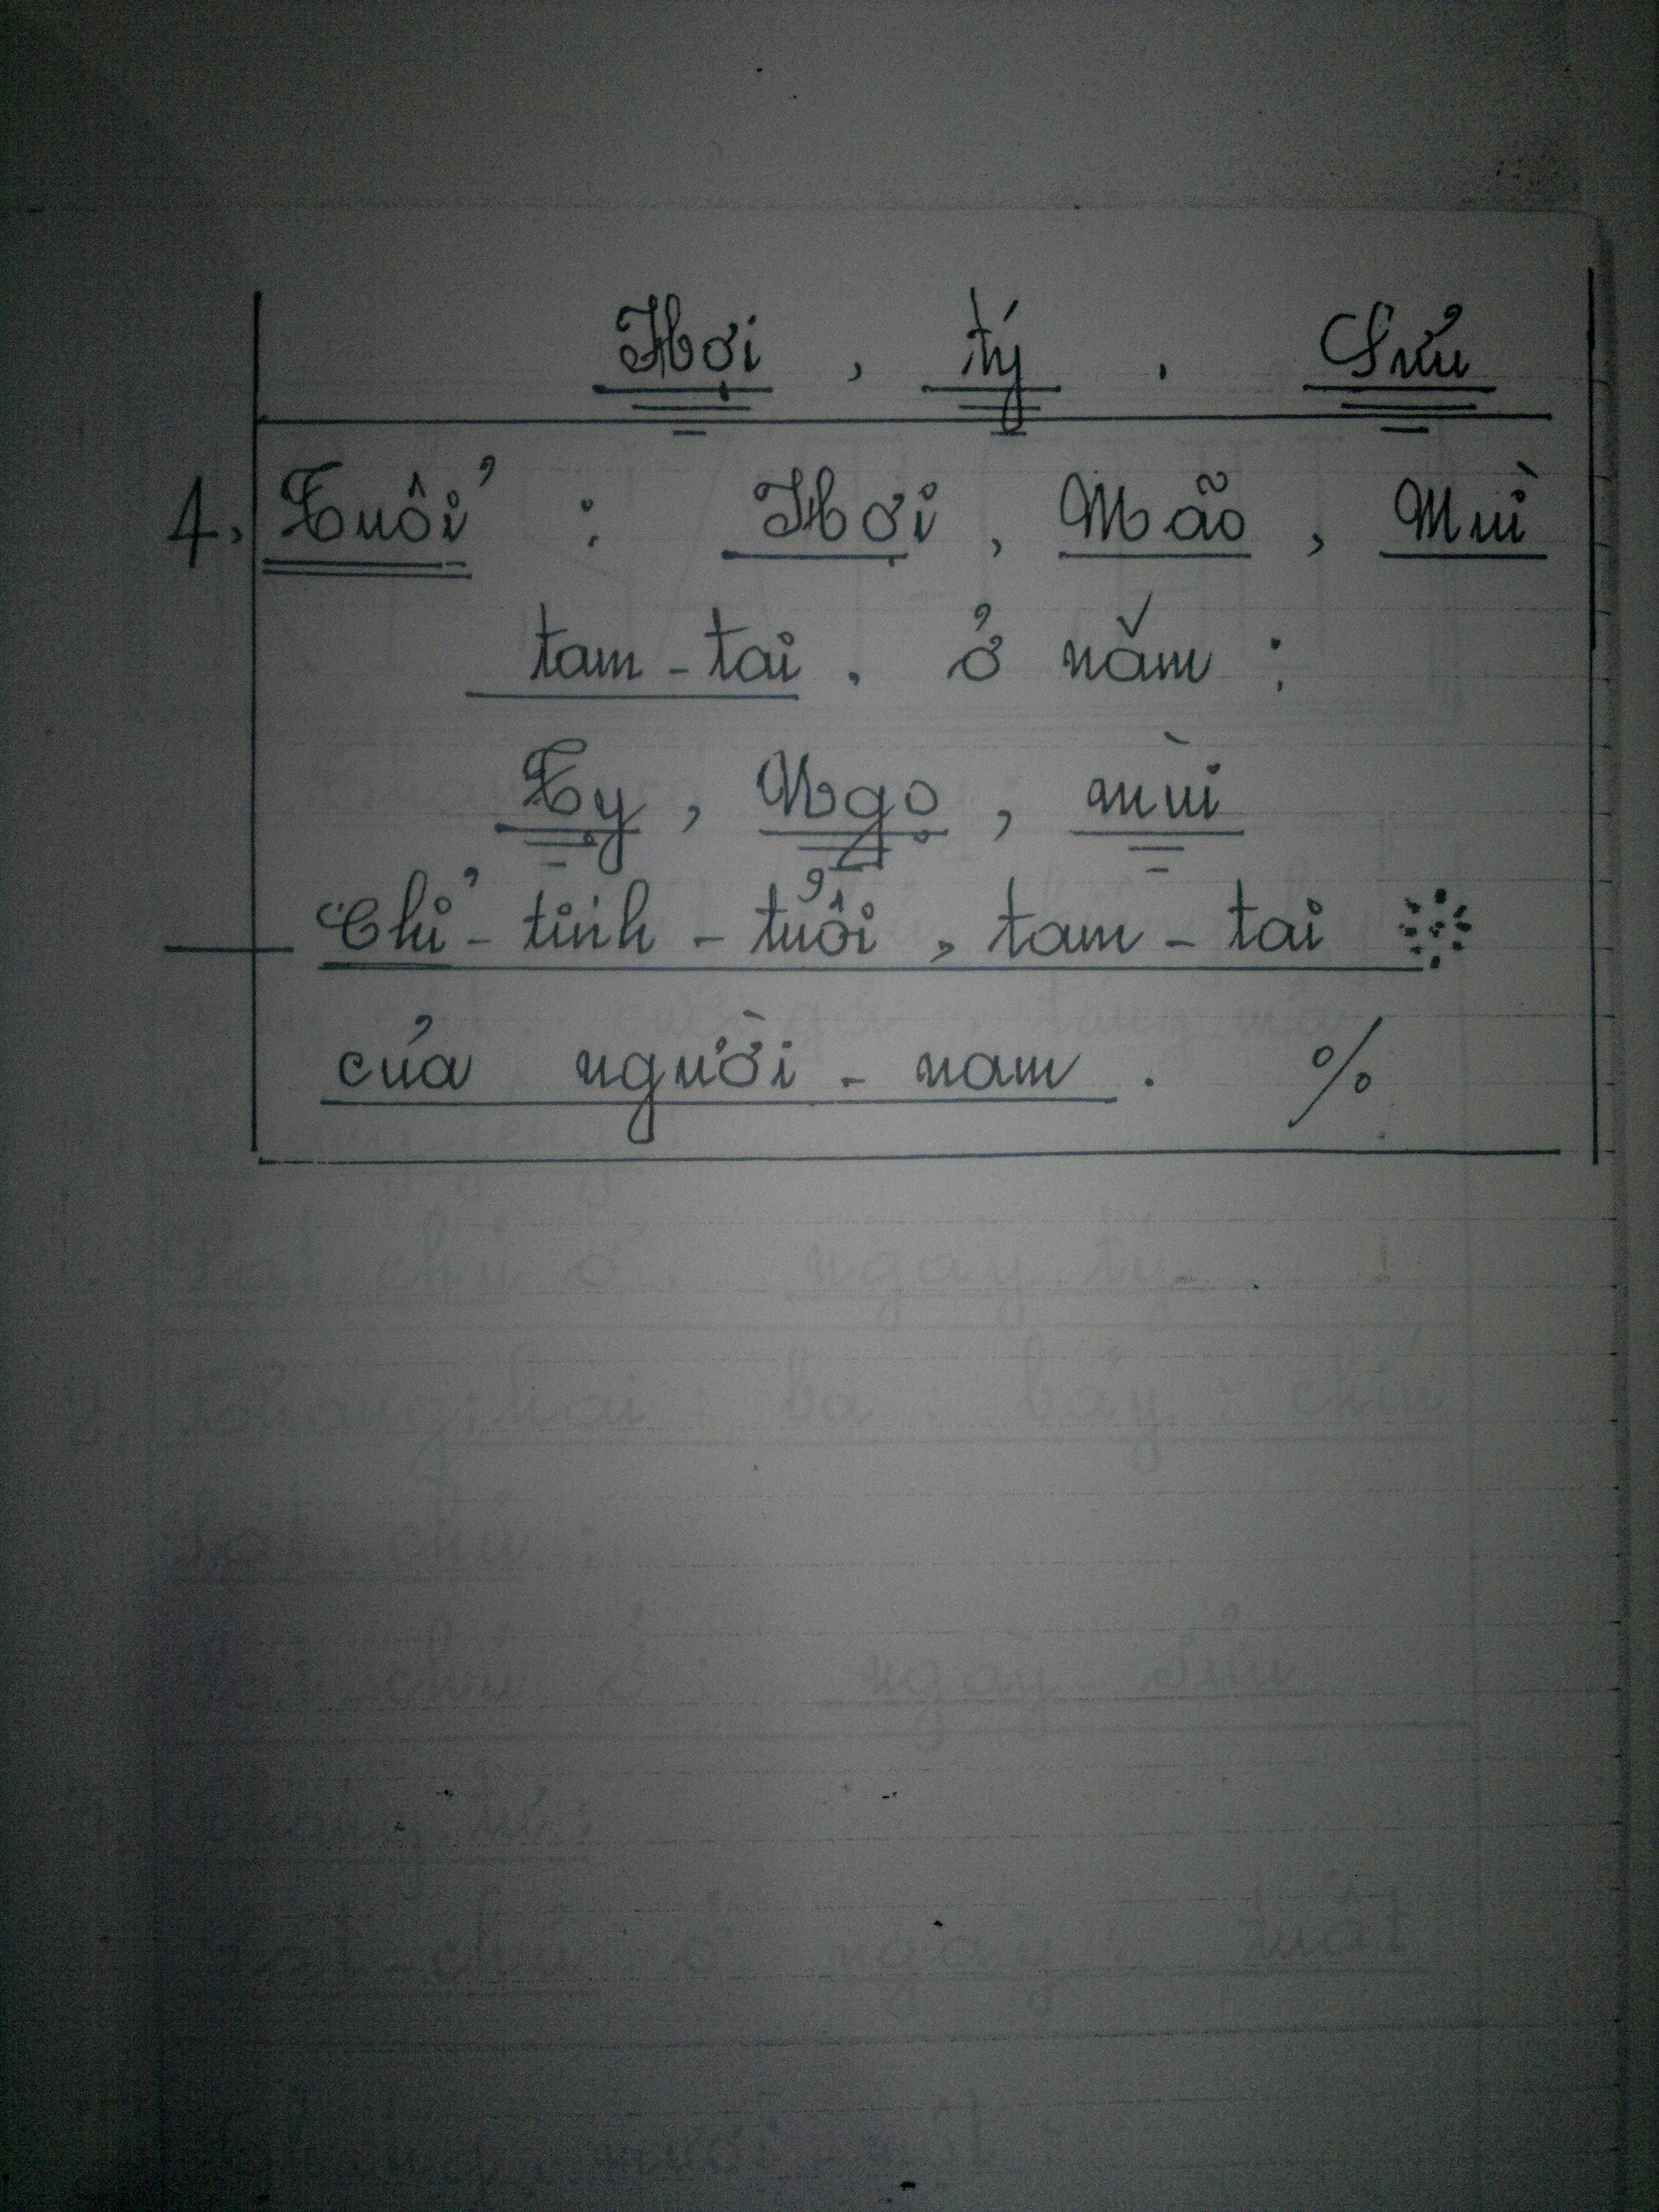 Hợi , tý . Sửu
4. Tuổi : Hợi , Mão , Mùi
tam - tai . ở năm :
Tỵ , Ngọ , mùi
Chỉ - tính - tuổi , tam - tai
của người - nam . %